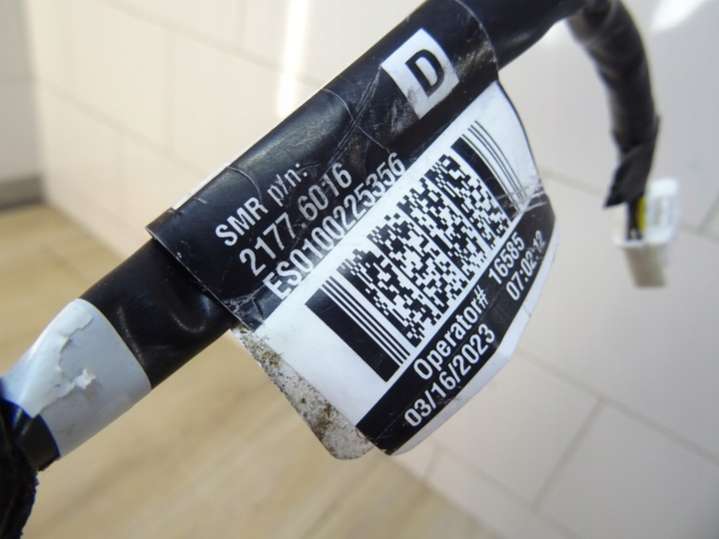 D
SMR p/n:
2177.6016
ES0100225356
Operator# 16585
03/16/2023 07:02:12